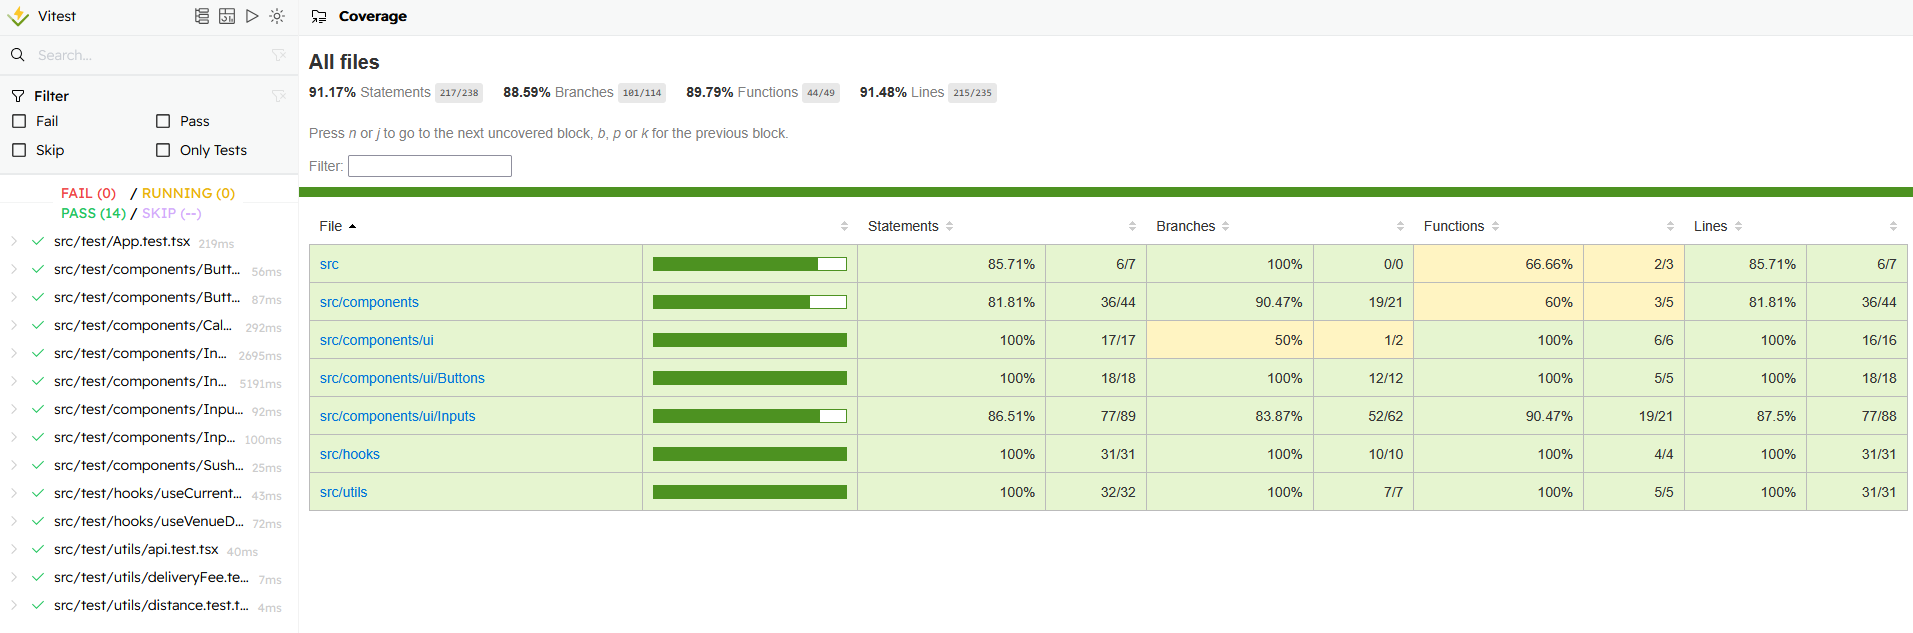 Vitest
Search...
Filter
Fail
Pass
Skip
Only Tests
FAIL (0) / RUNNING (0)
PASS (14) / SKIP (--)
src/test/App.test.tsx 219ms
src/test/components/Butt... 56ms
src/test/components/Butt... 87ms
src/test/components/Cal... 292ms
src/test/components/In... 2695ms
src/test/components/In... 5191ms
src/test/components/Inpu... 92ms
src/test/components/Inp... 100ms
src/test/components/Sush... 25ms
src/test/hooks/useCurrent... 43ms
src/test/hooks/useVenueD... 72ms
src/test/utils/api.test.tsx 40ms
src/test/utils/deliveryFee.te... 7ms
src/test/utils/distance.test.t... 4ms
Coverage
All files
91.17% Statements 217/238 88.59% Branches 101/114 89.79% Functions 44/49 91.48% Lines 215/235
Press n or j to go to the next uncovered block, b, p or k for the previous block.
Filter:
File Statements Branches Functions Lines
src 85.71% 6/7 100% 0/0 66.66% 2/3 85.71% 6/7
src/components 81.81% 36/44 90.47% 19/21 60% 3/5 81.81% 36/44
src/components/ui 100% 17/17 50% 1/2 100% 6/6 100% 16/16
src/components/ui/Buttons 100% 18/18 100% 12/12 100% 5/5 100% 18/18
src/components/ui/Inputs 86.51% 77/89 83.87% 52/62 90.47% 19/21 87.5% 77/88
src/hooks 100% 31/31 100% 10/10 100% 4/4 100% 31/31
src/utils 100% 32/32 100% 7/7 100% 5/5 100% 31/31